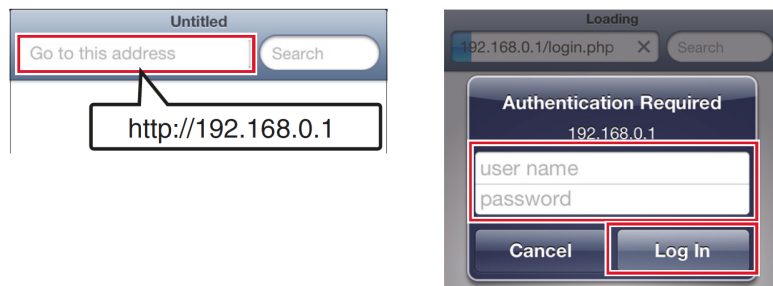 Untitled
Go to this address
Search
http://192.168.0.1
Loading
192.168.0.1/login.php
Search
Authentication Required
192.168.0.1
user name
password
Cancel
Log In